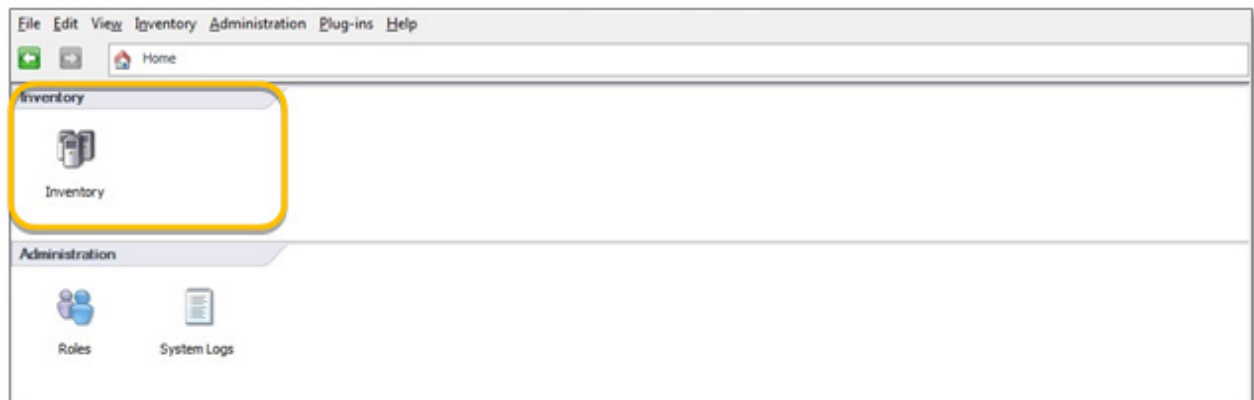 File Edit View Inventory Administration Plug-ins Help
Home
Inventory
Inventory
Administration
Roles System Logs